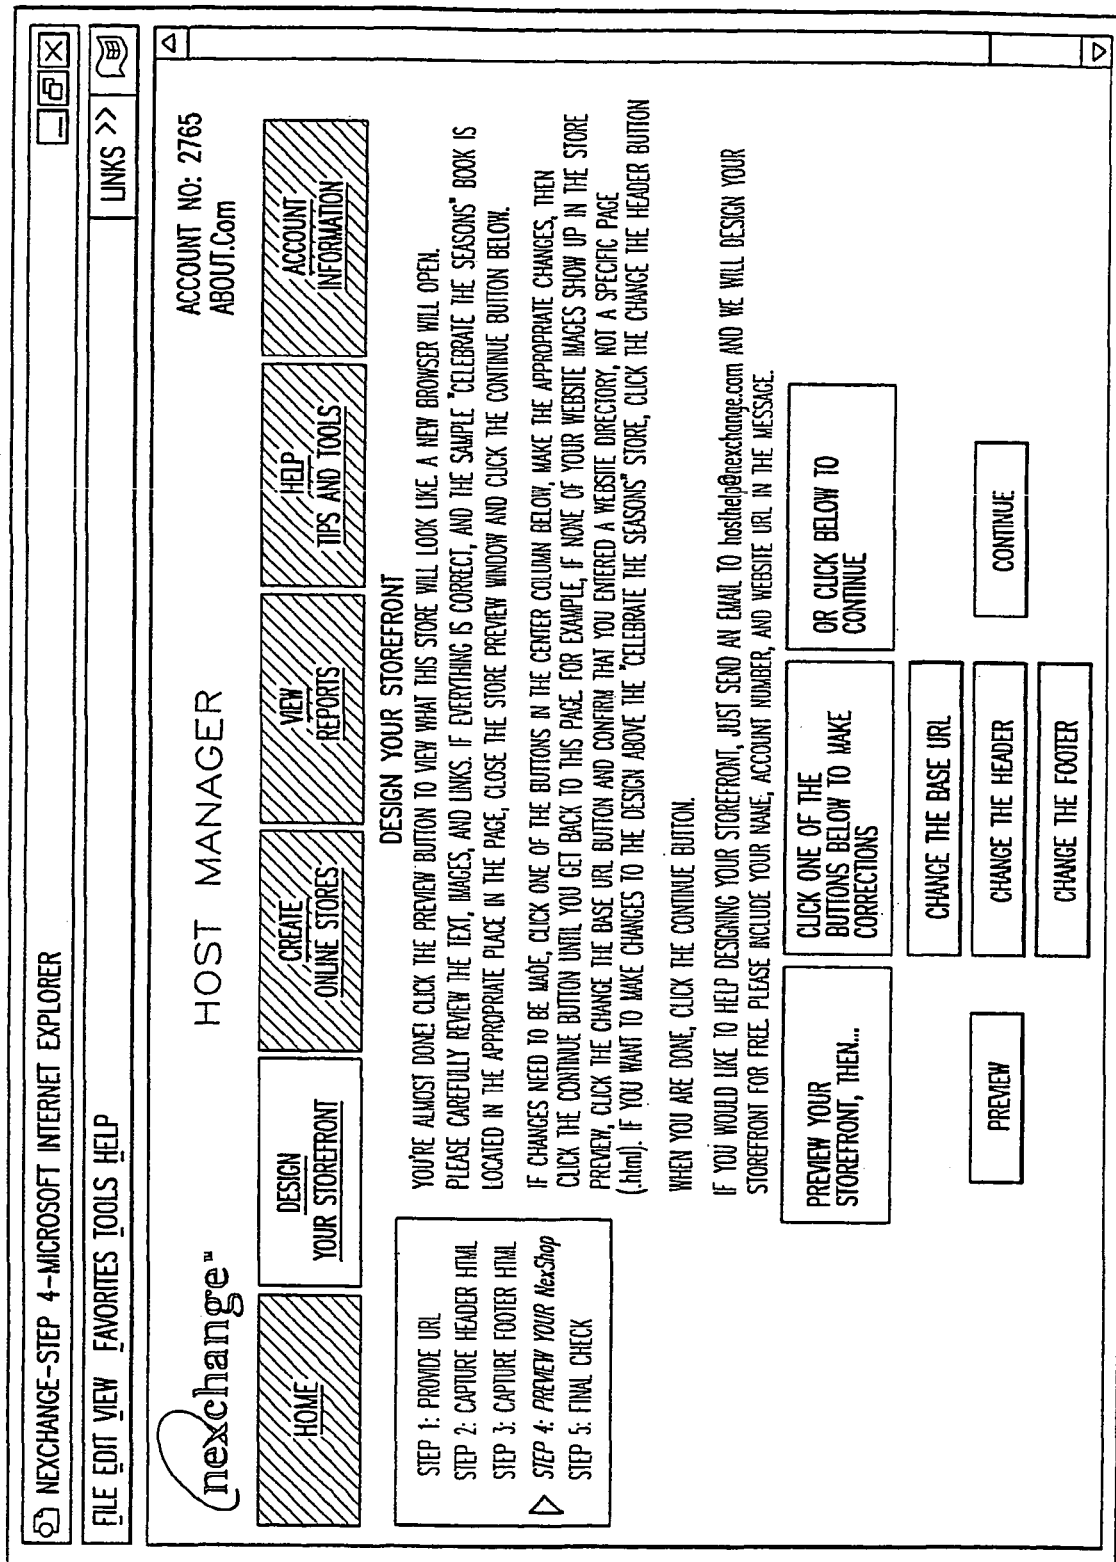 NEXCHANGE-STEP 4-MICROSOFT INTERNET EXPLORER
FILE EDIT VIEW FAVORITES TOOLS HELP
LINKS >>
nexchange™
HOST MANAGER
ACCOUNT NO: 2765
ABOUT.Com
HOME
DESIGN
YOUR STOREFRONT
CREATE
ONLINE STORES
VIEW
REPORTS
HELP
TIPS AND TOOLS
ACCOUNT
INFORMATION
STEP 1: PROVIDE URL
STEP 2: CAPTURE HEADER HTML
STEP 3: CAPTURE FOOTER HTML
STEP 4: PREVIEW YOUR NexShop
STEP 5: FINAL CHECK
DESIGN YOUR STOREFRONT
YOU'RE ALMOST DONE! CLICK THE PREVIEW BUTTON TO VIEW WHAT THIS STORE WILL LOOK LIKE. A NEW BROWSER WILL OPEN.
PLEASE CAREFULLY REVIEW THE TEXT, IMAGES, AND LINKS. IF EVERYTHING IS CORRECT, AND THE SAMPLE "CELEBRATE THE SEASONS" BOOK IS
LOCATED IN THE APPROPRIATE PLACE IN THE PAGE, CLOSE THE STORE PREVIEW WINDOW AND CLICK THE CONTINUE BUTTON BELOW.
IF CHANGES NEED TO BE MADE, CLICK ONE OF THE BUTTONS IN THE CENTER COLUMN BELOW, MAKE THE APPROPRIATE CHANGES, THEN
CLICK THE CONTINUE BUTTON UNTIL YOU GET BACK TO THIS PAGE. FOR EXAMPLE, IF NONE OF YOUR WEBSITE IMAGES SHOW UP IN THE STORE
PREVIEW, CLICK THE CHANGE THE BASE URL BUTTON AND CONFIRM THAT YOU ENTERED A WEBSITE DIRECTORY, NOT A SPECIFIC PAGE
(.html). IF YOU WANT TO MAKE CHANGES TO THE DESIGN ABOVE THE "CELEBRATE THE SEASONS" STORE, CLICK THE CHANGE THE HEADER BUTTON
WHEN YOU ARE DONE, CLICK THE CONTINUE BUTTON.
IF YOU WOULD LIKE TO HELP DESIGNING YOUR STOREFRONT, JUST SEND AN EMAIL TO hosthelp@nexchange.com AND WE WILL DESIGN YOUR
STOREFRONT FOR FREE. PLEASE INCLUDE YOUR NAME, ACCOUNT NUMBER, AND WEBSITE URL IN THE MESSAGE.
PREVIEW YOUR
STOREFRONT, THEN...
CLICK ONE OF THE
BUTTONS BELOW TO MAKE
CORRECTIONS
OR CLICK BELOW TO
CONTINUE
PREVIEW
CHANGE THE BASE URL
CHANGE THE HEADER
CHANGE THE FOOTER
CONTINUE